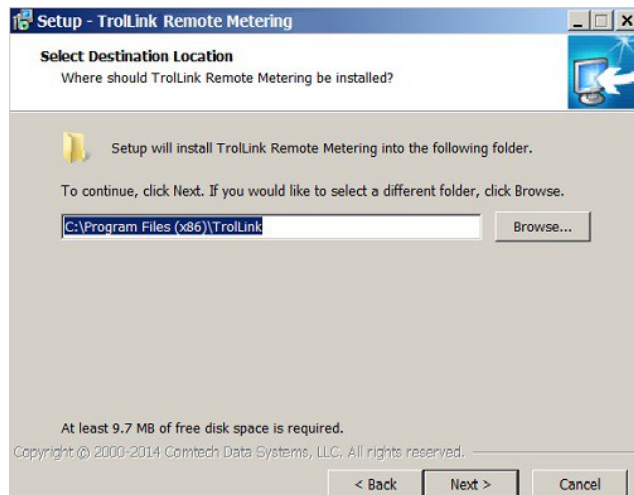 Setup - TrolLink Remote Metering
Select Destination Location
Where should TrolLink Remote Metering be installed?
Setup will install TrolLink Remote Metering into the following folder.
To continue, click Next. If you would like to select a different folder, click Browse.
C:\Program Files (x86)\TrolLink
Browse...
At least 9.7 MB of free disk space is required.
Copyright © 2000-2014 Comtech Data Systems, LLC. All rights reserved.
< Back Next > Cancel